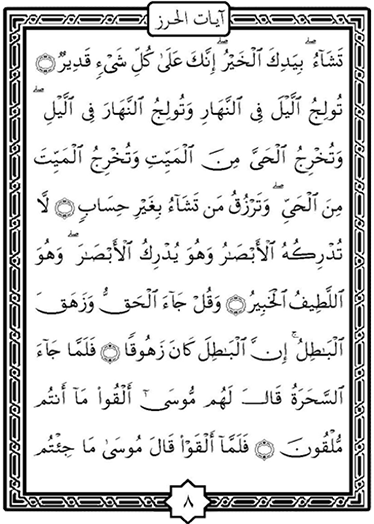 آيات الحرز
تَشَآءُ ۖ بِيَدِكَ ٱلْخَيْرُ ۖ إِنَّكَ عَلَىٰ كُلِّ شَىْءٍ قَدِيرٌ ۝
تُولِجُ ٱلَّيْلَ فِى ٱلنَّهَارِ وَتُولِجُ ٱلنَّهَارَ فِى ٱلَّيْلِ ۖ
وَتُخْرِجُ ٱلْحَىَّ مِنَ ٱلْمَيِّتِ وَتُخْرِجُ ٱلْمَيِّتَ
مِنَ ٱلْحَىِّ ۖ وَتَرْزُقُ مَن تَشَآءُ بِغَيْرِ حِسَابٍ ۝ لَّا
تُدْرِكُهُ ٱلْأَبْصَـٰرُ وَهُوَ يُدْرِكُ ٱلْأَبْصَـٰرَ ۖ وَهُوَ
ٱللَّطِيفُ ٱلْخَبِيرُ ۝ وَقُلْ جَآءَ ٱلْحَقُّ وَزَهَقَ
ٱلْبَـٰطِلُ ۚ إِنَّ ٱلْبَـٰطِلَ كَانَ زَهُوقًا ۝ فَلَمَّا جَآءَ
ٱلسَّحَرَةُ قَالَ لَهُم مُّوسَىٰٓ أَلْقُوا۟ مَآ أَنتُم
مُّلْقُونَ ۝ فَلَمَّآ أَلْقَوْا۟ قَالَ مُوسَىٰ مَا جِئْتُم
٨